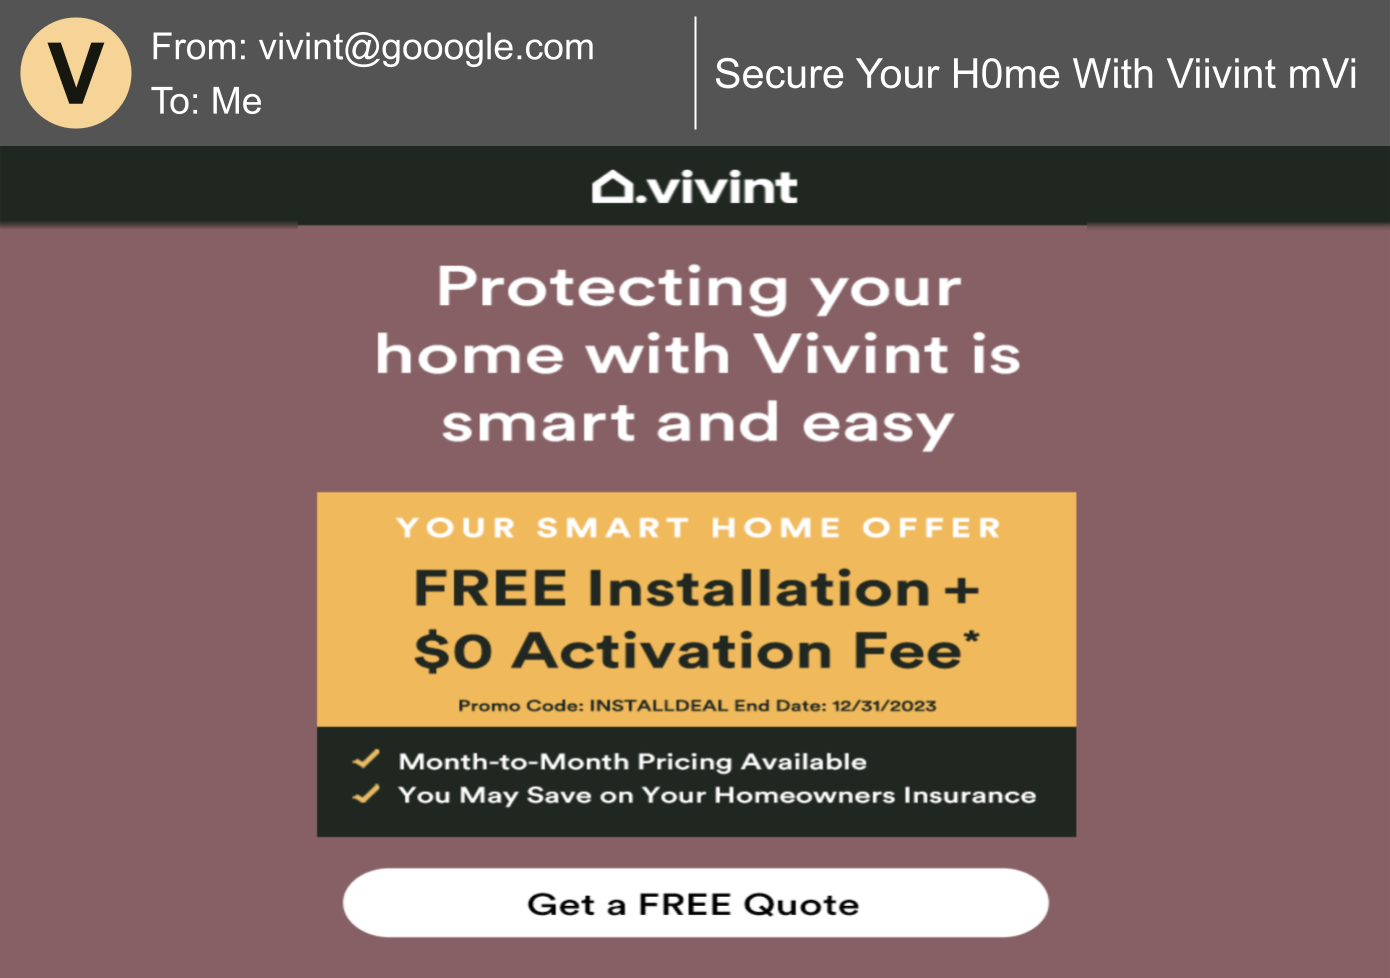 V
From: vivint@gooogle.com
To: Me
Secure Your H0me With Viivint mVi
.vivint
Protecting your
home with Vivint is
smart and easy
YOUR SMART HOME OFFER
FREE Installation +
$0 Activation Fee*
Promo Code: INSTALLDEAL End Date: 12/31/2023
Month-to-Month Pricing Available
You May Save on Your Homeowners Insurance
Get a FREE Quote